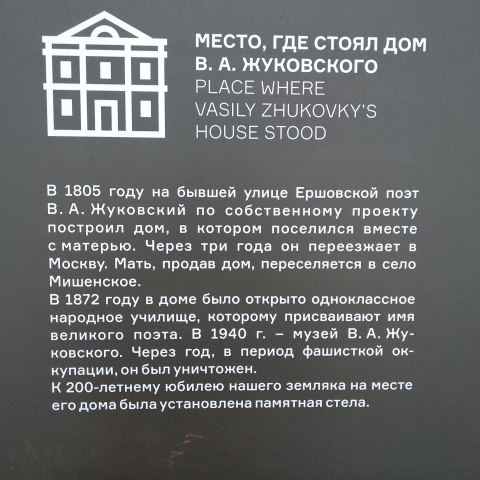 МЕСТО, ГДЕ СТОЯЛ ДОМ
В. А. ЖУКОВСКОГО
PLACE WHERE
VASILY ZHUKOVKY'S
HOUSE STOOD
В 1805 году на бывшей улице Ершовской поэт
В. А. Жуковский по собственному проекту
построил дом, в котором поселился вместе
с матерью. Через три года он переезжает в
Москву. Мать, продав дом, переселяется в село
Мишенское.
В 1872 году в доме было открыто одноклассное
народное училище, которому присваивают имя
великого поэта. В 1940 г. – музей В. А. Жу-
ковского. Через год, в период фашисткой ок-
купации, он был уничтожен.
К 200-летнему юбилею нашего земляка на месте
его дома была установлена памятная стела.